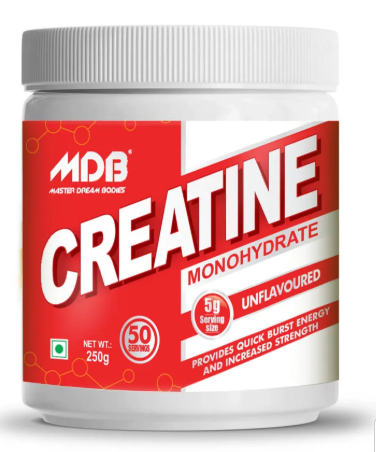 MDB®
MASTER DREAM BODIES
CREATINE
MONOHYDRATE
5g
Serving
size
UNFLAVOURED
50
SERVINGS
NET WT.:
250g
PROVIDES QUICK BURST ENERGY
AND INCREASED STRENGTH